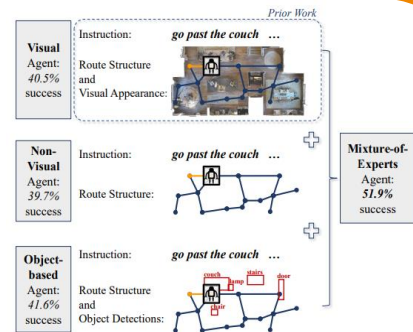 Prior Work
Visual
Agent:
40.5%
success
Instruction: go past the couch ...
Route Structure
and
Visual Appearance:
Non-
Visual
Agent:
39.7%
success
Instruction: go past the couch ...
Route Structure:
Object-
based
Agent:
41.6%
success
Instruction: go past the couch ...
Route Structure
and
Object Detections:
couch
lamp
stairs
door
chair
Mixture-of-
Experts
Agent:
51.9%
success